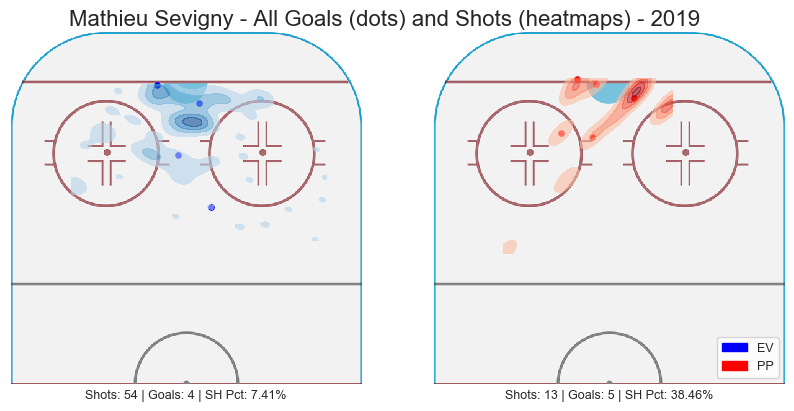 Mathieu Sevigny - All Goals (dots) and Shots (heatmaps) - 2019
EV
PP
Shots: 54 | Goals: 4 | SH Pct: 7.41%
Shots: 13 | Goals: 5 | SH Pct: 38.46%